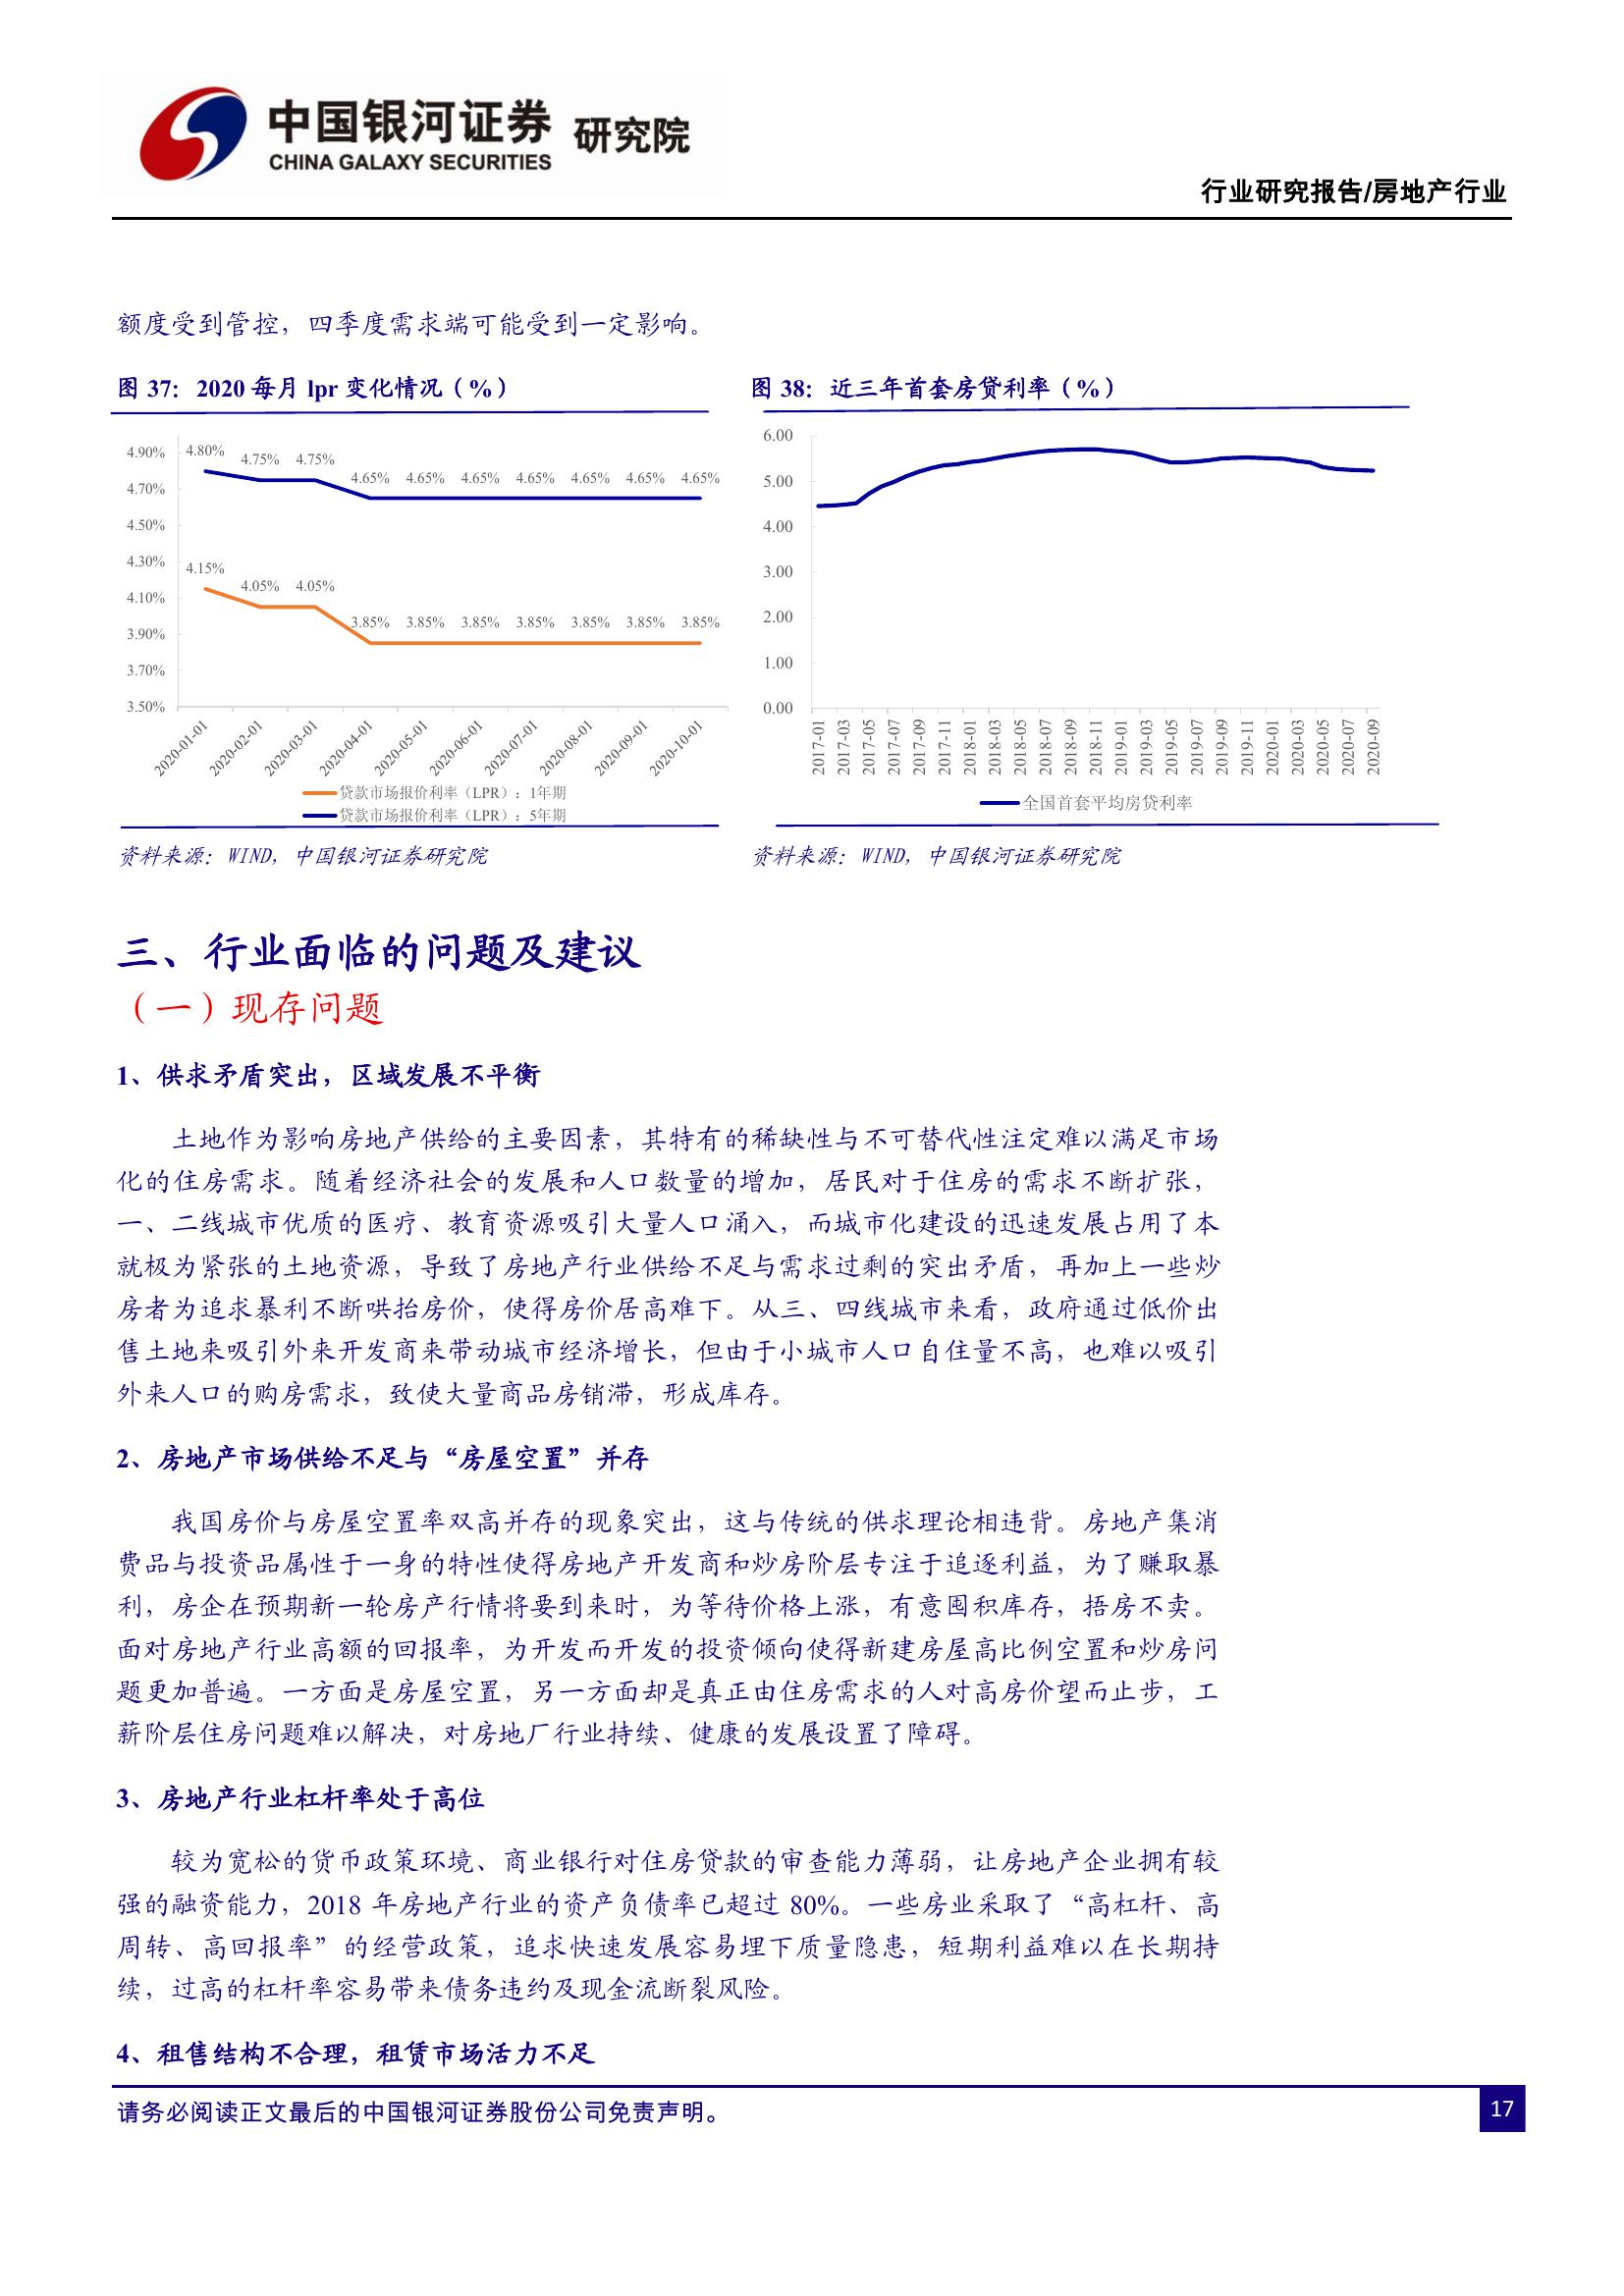 中国银河证券 研究院
CHINA GALAXY SECURITIES
行业研究报告/房地产行业
额度受到管控，四季度需求端可能受到一定影响。
图 37：2020 每月 lpr 变化情况（%）
4.90%
4.70%
4.50%
4.30%
4.10%
3.90%
3.70%
3.50%
4.80% 4.75% 4.75% 4.65% 4.65% 4.65% 4.65% 4.65% 4.65% 4.65%
4.15% 4.05% 4.05% 3.85% 3.85% 3.85% 3.85% 3.85% 3.85% 3.85%
2020-01-01 2020-02-01 2020-03-01 2020-04-01 2020-05-01 2020-06-01 2020-07-01 2020-08-01 2020-09-01 2020-10-01
贷款市场报价利率（LPR）：1年期
贷款市场报价利率（LPR）：5年期
资料来源：WIND，中国银河证券研究院
图 38：近三年首套房贷利率（%）
6.00
5.00
4.00
3.00
2.00
1.00
0.00
2017-01 2017-03 2017-05 2017-07 2017-09 2017-11 2018-01 2018-03 2018-05 2018-07 2018-09 2018-11 2019-01 2019-03 2019-05 2019-07 2019-09 2019-11 2020-01 2020-03 2020-05 2020-07 2020-09
全国首套平均房贷利率
资料来源：WIND，中国银河证券研究院
三、行业面临的问题及建议
（一）现存问题
1、供求矛盾突出，区域发展不平衡
土地作为影响房地产供给的主要因素，其特有的稀缺性与不可替代性注定难以满足市场
化的住房需求。随着经济社会的发展和人口数量的增加，居民对于住房的需求不断扩张，
一、二线城市优质的医疗、教育资源吸引大量人口涌入，而城市化建设的迅速发展占用了本
就极为紧张的土地资源，导致了房地产行业供给不足与需求过剩的突出矛盾，再加上一些炒
房者为追求暴利不断哄抬房价，使得房价居高难下。从三、四线城市来看，政府通过低价出
售土地来吸引外来开发商来带动城市经济增长，但由于小城市人口自住量不高，也难以吸引
外来人口的购房需求，致使大量商品房销滞，形成库存。
2、房地产市场供给不足与“房屋空置”并存
我国房价与房屋空置率双高并存的现象突出，这与传统的供求理论相违背。房地产集消
费品与投资品属性于一身的特性使得房地产开发商和炒房阶层专注于追逐利益，为了赚取暴
利，房企在预期新一轮房产行情将要到来时，为等待价格上涨，有意囤积库存，捂房不卖。
面对房地产行业高额的回报率，为开发而开发的投资倾向使得新建房屋高比例空置和炒房问
题更加普遍。一方面是房屋空置，另一方面却是真正由住房需求的人对高房价望而止步，工
薪阶层住房问题难以解决，对房地厂行业持续、健康的发展设置了障碍。
3、房地产行业杠杆率处于高位
较为宽松的货币政策环境、商业银行对住房贷款的审查能力薄弱，让房地产企业拥有较
强的融资能力，2018 年房地产行业的资产负债率已超过 80%。一些房业采取了“高杠杆、高
周转、高回报率”的经营政策，追求快速发展容易埋下质量隐患，短期利益难以在长期持
续，过高的杠杆率容易带来债务违约及现金流断裂风险。
4、租售结构不合理，租赁市场活力不足
请务必阅读正文最后的中国银河证券股份公司免责声明。
17